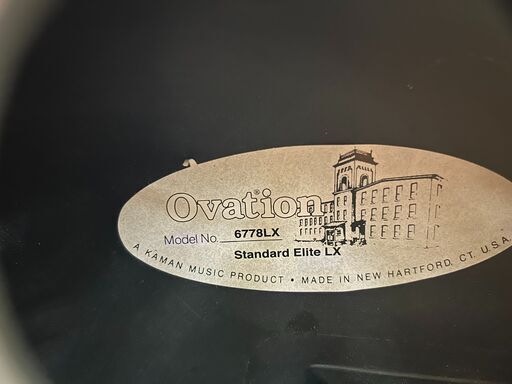 Ovation®
Model No. 6778LX
Standard Elite LX
A KAMAN MUSIC PRODUCT • MADE IN NEW HARTFORD, CT. U.S.A.